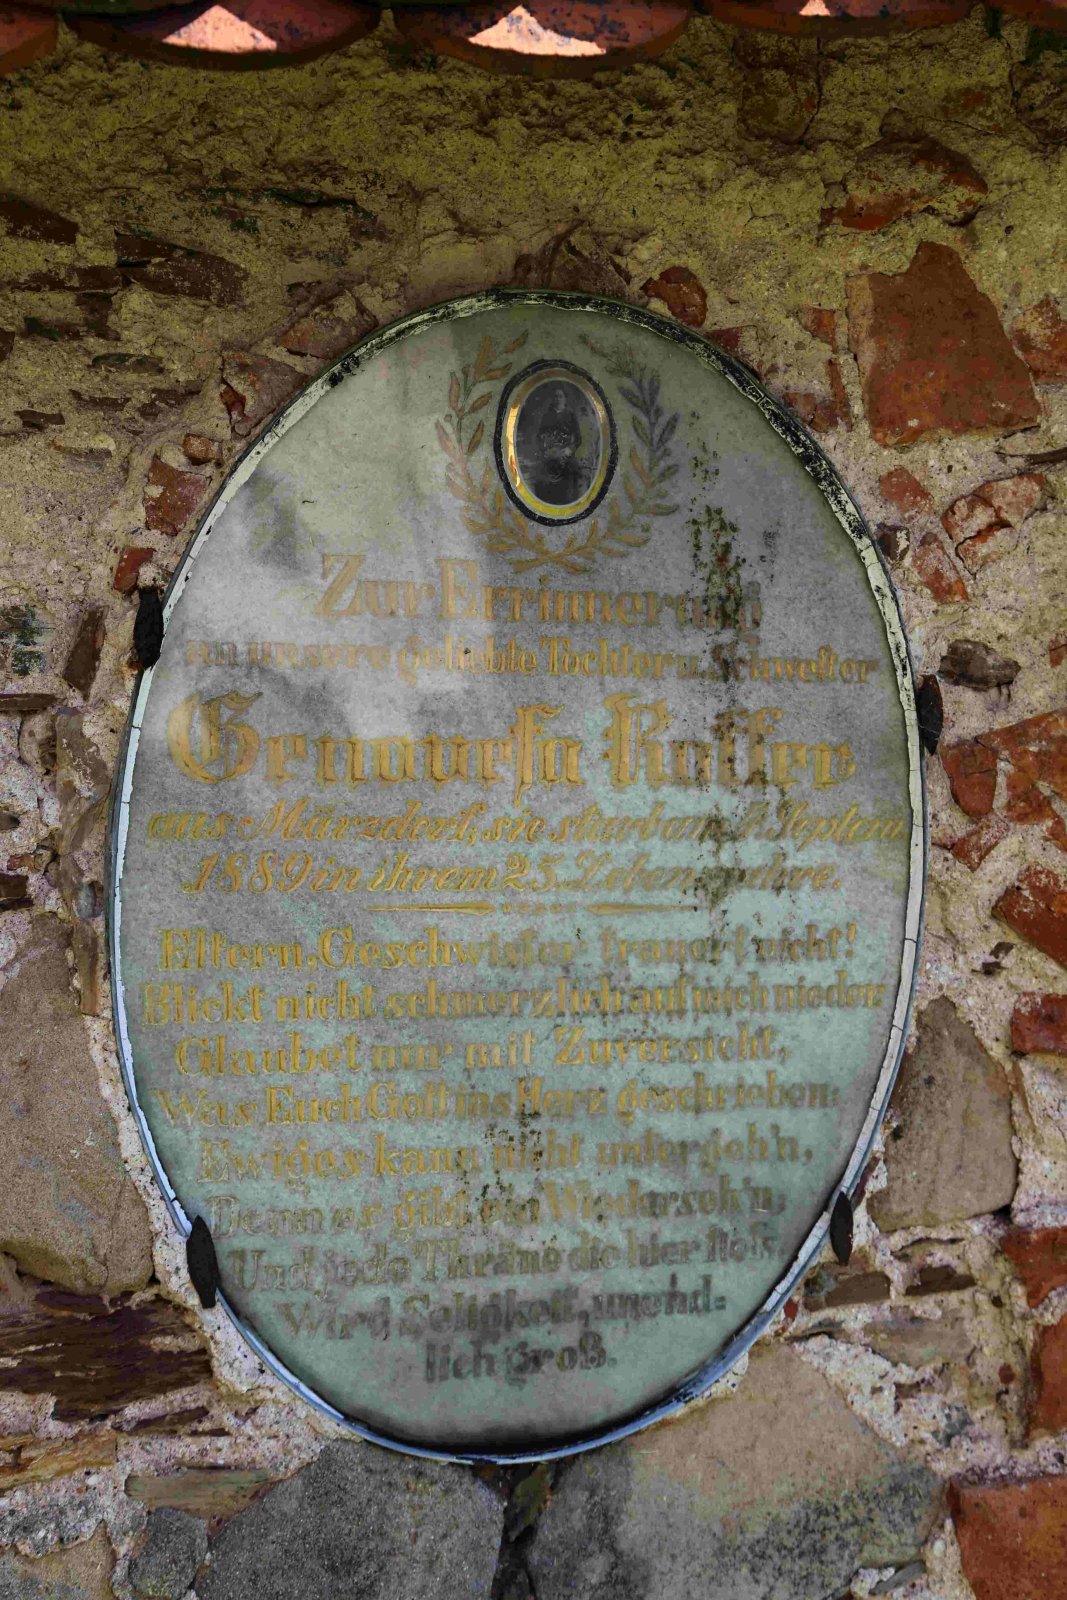 Zur Errinnerung
an unsere geliebte Tochter u. Schwester
Genovefa
aus Märzdorf, sie starb am Septem
1889 in ihrem 25. Lebensjahre.
Eltern, Geschwister trauert nicht!
Blickt nicht schmerzlich auf mich nieder:
Glaubet nur mit Zuversicht,
Was Euch Gott ins Herz geschrieben:
Ewiges kann nicht untergeh'n,
Denn es gibt ein Wiederseh'n;
Und jede Thräne die hier floß,
Wird Seligkeit, unend=
lich groß.